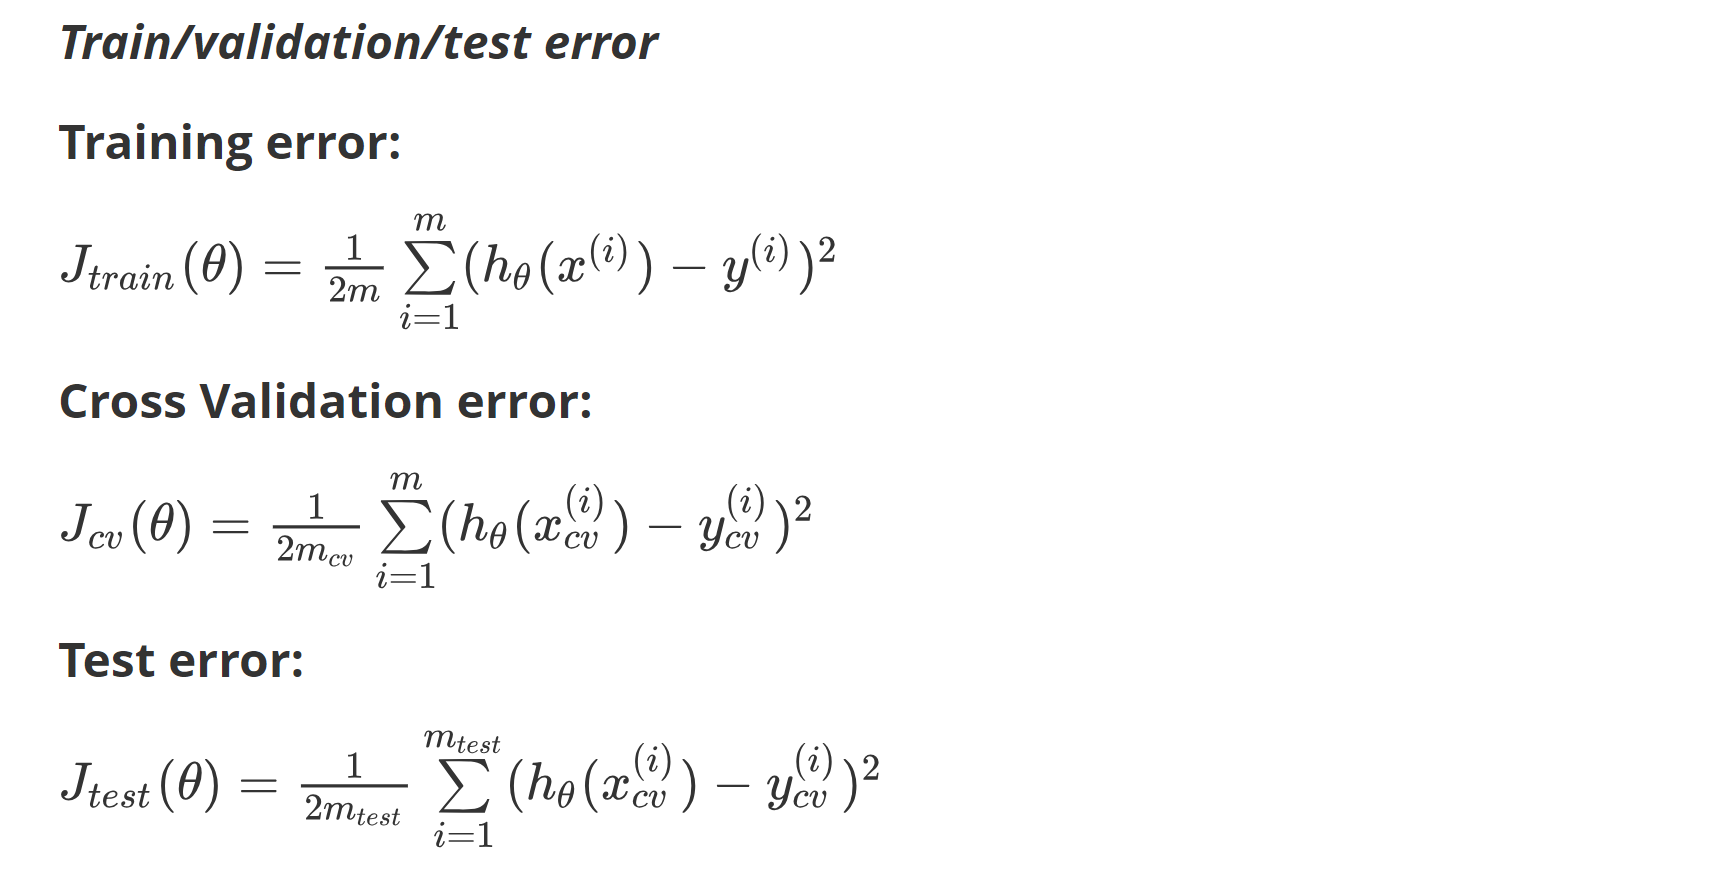 Train/validation/test error
Training error:
$J_{train}(\theta) = \frac{1}{2m} \sum_{i=1}^{m} (h_\theta(x^{(i)}) - y^{(i)})^2$
Cross Validation error:
$J_{cv}(\theta) = \frac{1}{2m_{cv}} \sum_{i=1}^{m} (h_\theta(x_{cv}^{(i)}) - y_{cv}^{(i)})^2$
Test error:
$J_{test}(\theta) = \frac{1}{2m_{test}} \sum_{i=1}^{m_{test}} (h_\theta(x_{cv}^{(i)}) - y_{cv}^{(i)})^2$